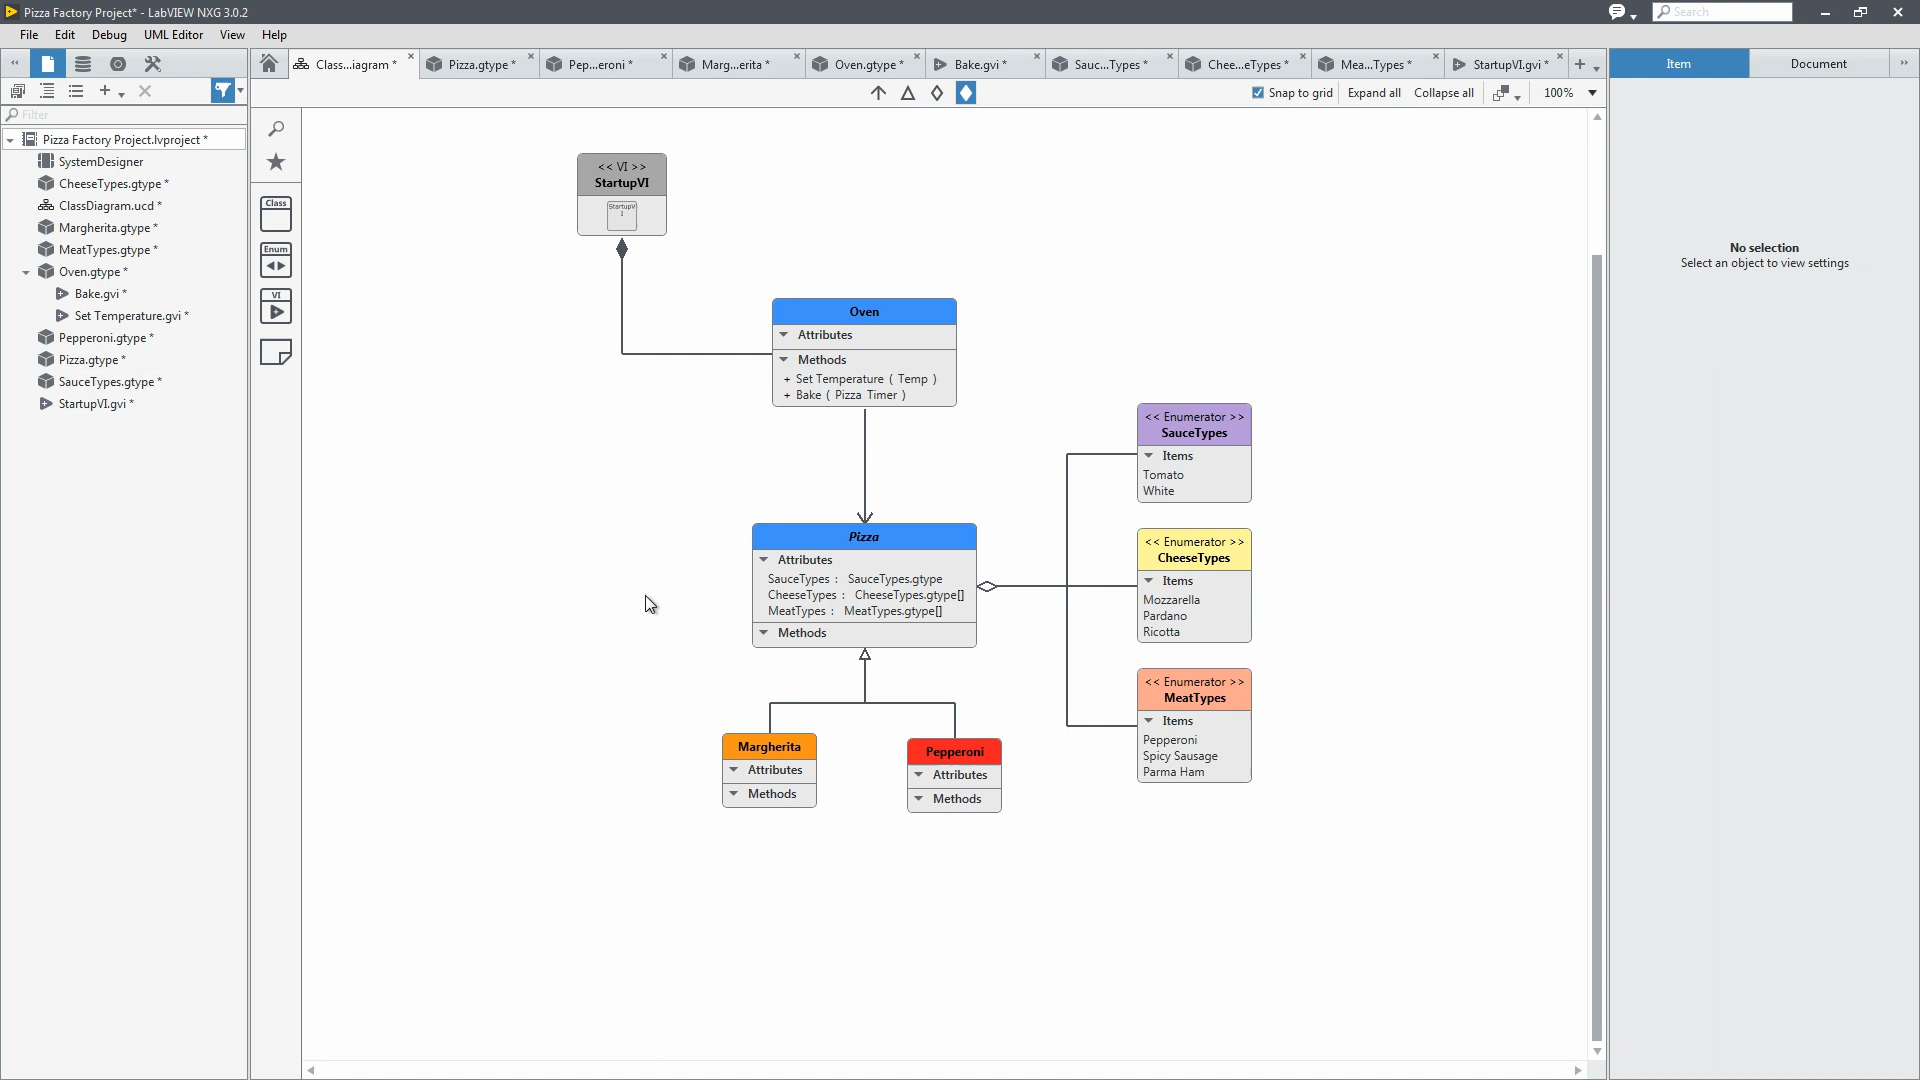 Pizza Factory Project* - LabVIEW NXG 3.0.2
Search
File Edit Debug UML Editor View Help
Class...iagram *
Pizza.gtype *
Pep...eroni *
Marg...erita *
Oven.gtype *
Bake.gvi *
Sauc...Types *
Chee...eTypes *
Mea...Types *
StartupVI.gvi *
Item
Document
Snap to grid
Expand all
Collapse all
100%
Filter
Pizza Factory Project.lvproject *
SystemDesigner
CheeseTypes.gtype *
ClassDiagram.ucd *
Margherita.gtype *
MeatTypes.gtype *
Oven.gtype *
Bake.gvi *
Set Temperature.gvi *
Pepperoni.gtype *
Pizza.gtype *
SauceTypes.gtype *
StartupVI.gvi *
Class
Enum
VI
<< VI >>
StartupVI
StartupV
I
Oven
Attributes
Methods
+ Set Temperature ( Temp )
+ Bake ( Pizza Timer )
Pizza
Attributes
SauceTypes : SauceTypes.gtype
CheeseTypes : CheeseTypes.gtype[]
MeatTypes : MeatTypes.gtype[]
Methods
Margherita
Attributes
Methods
Pepperoni
Attributes
Methods
<< Enumerator >>
SauceTypes
Items
Tomato
White
<< Enumerator >>
CheeseTypes
Items
Mozzarella
Pardano
Ricotta
<< Enumerator >>
MeatTypes
Items
Pepperoni
Spicy Sausage
Parma Ham
No selection
Select an object to view settings